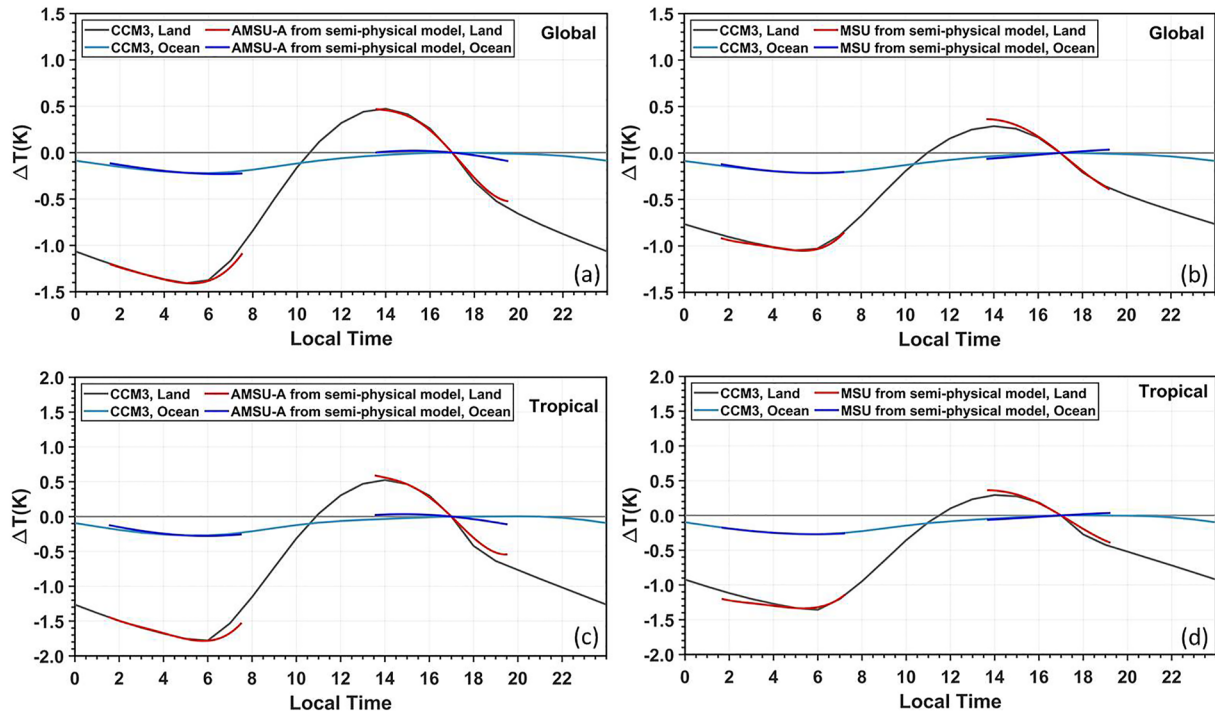 1.5
1.0
0.5
0.0
-0.5
-1.0
-1.5
ΔT(K)
CCM3, Land
AMSU-A from semi-physical model, Land
CCM3, Ocean
AMSU-A from semi-physical model, Ocean
Global
(a)
0 2 4 6 8 10 12 14 16 18 20 22
Local Time
1.5
1.0
0.5
0.0
-0.5
-1.0
-1.5
ΔT(K)
CCM3, Land
MSU from semi-physical model, Land
CCM3, Ocean
MSU from semi-physical model, Ocean
Global
(b)
0 2 4 6 8 10 12 14 16 18 20 22
Local Time
2.0
1.5
1.0
0.5
0.0
-0.5
-1.0
-1.5
-2.0
ΔT(K)
CCM3, Land
AMSU-A from semi-physical model, Land
CCM3, Ocean
AMSU-A from semi-physical model, Ocean
Tropical
(c)
0 2 4 6 8 10 12 14 16 18 20 22
Local Time
2.0
1.5
1.0
0.5
0.0
-0.5
-1.0
-1.5
-2.0
ΔT(K)
CCM3, Land
MSU from semi-physical model, Land
CCM3, Ocean
MSU from semi-physical model, Ocean
Tropical
(d)
0 2 4 6 8 10 12 14 16 18 20 22
Local Time